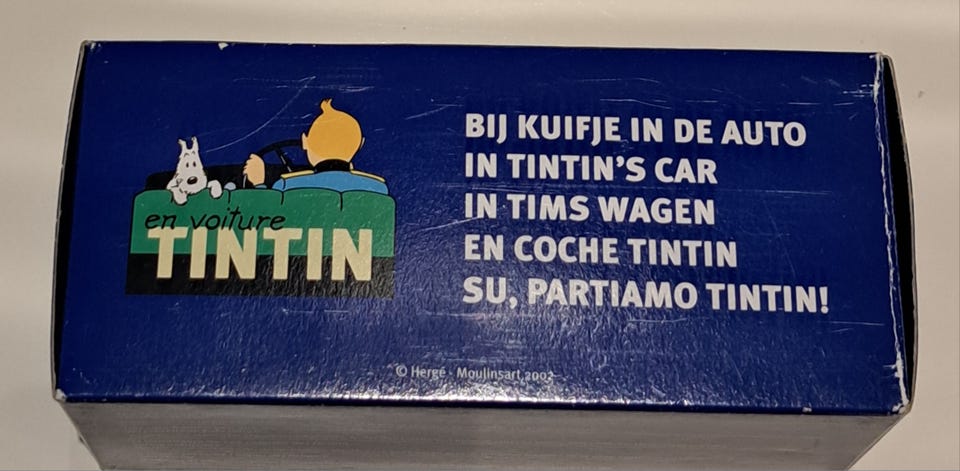 en voiture
TINTIN
BIJ KUIFJE IN DE AUTO
IN TINTIN'S CAR
IN TIMS WAGEN
EN COCHE TINTIN
SU, PARTIAMO TINTIN!
© Hergé - Moulinsart 2002